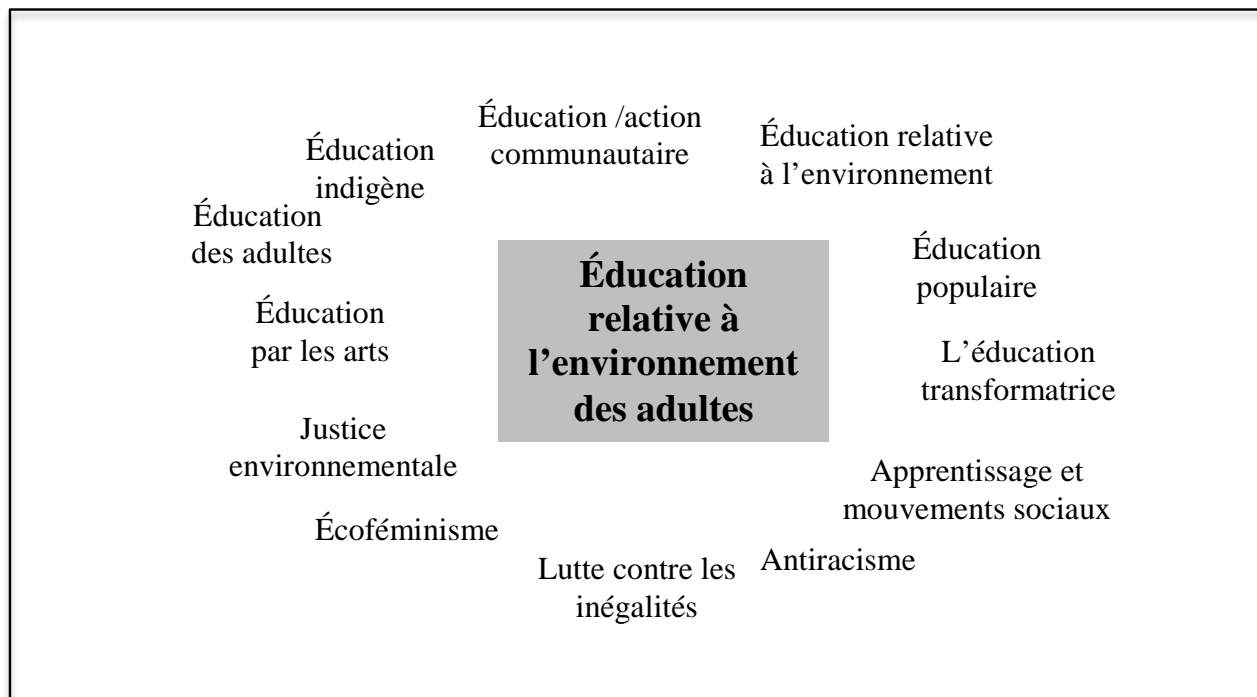 Éducation /action
communautaire
Éducation relative
à l’environnement
Éducation
indigène
Éducation
des adultes
Éducation
populaire
Éducation
relative à
l’environnement
des adultes
Éducation
par les arts
L’éducation
transformatrice
Justice
environnementale
Apprentissage et
mouvements sociaux
Écoféminisme
Lutte contre les
inégalités
Antiracisme